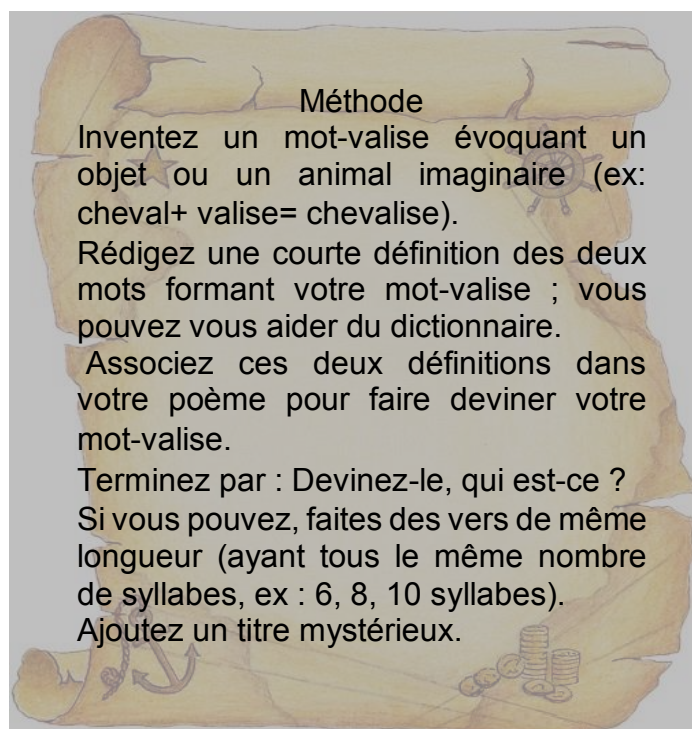 Méthode
Inventez un mot-valise évoquant un
objet ou un animal imaginaire (ex:
cheval+ valise= chevalise).
Rédigez une courte définition des deux
mots formant votre mot-valise ; vous
pouvez vous aider du dictionnaire.
Associez ces deux définitions dans
votre poème pour faire deviner votre
mot-valise.
Terminez par : Devinez-le, qui est-ce ?
Si vous pouvez, faites des vers de même
longueur (ayant tous le même nombre
de syllabes, ex : 6, 8, 10 syllabes).
Ajoutez un titre mystérieux.